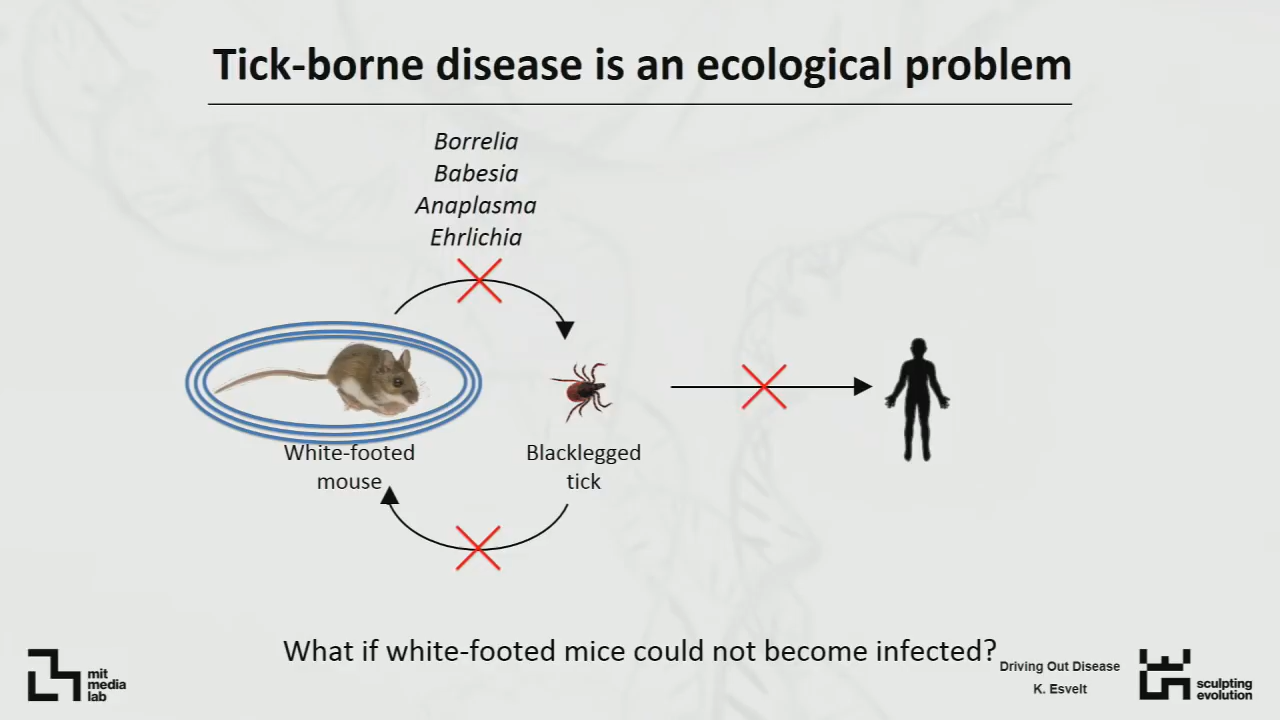 Tick-borne disease is an ecological problem
Borrelia
Babesia
Anaplasma
Ehrlichia
White-footed
mouse
Blacklegged
tick
What if white-footed mice could not become infected?
Driving Out Disease
K. Esvelt
mit
media
lab
sculpting
evolution